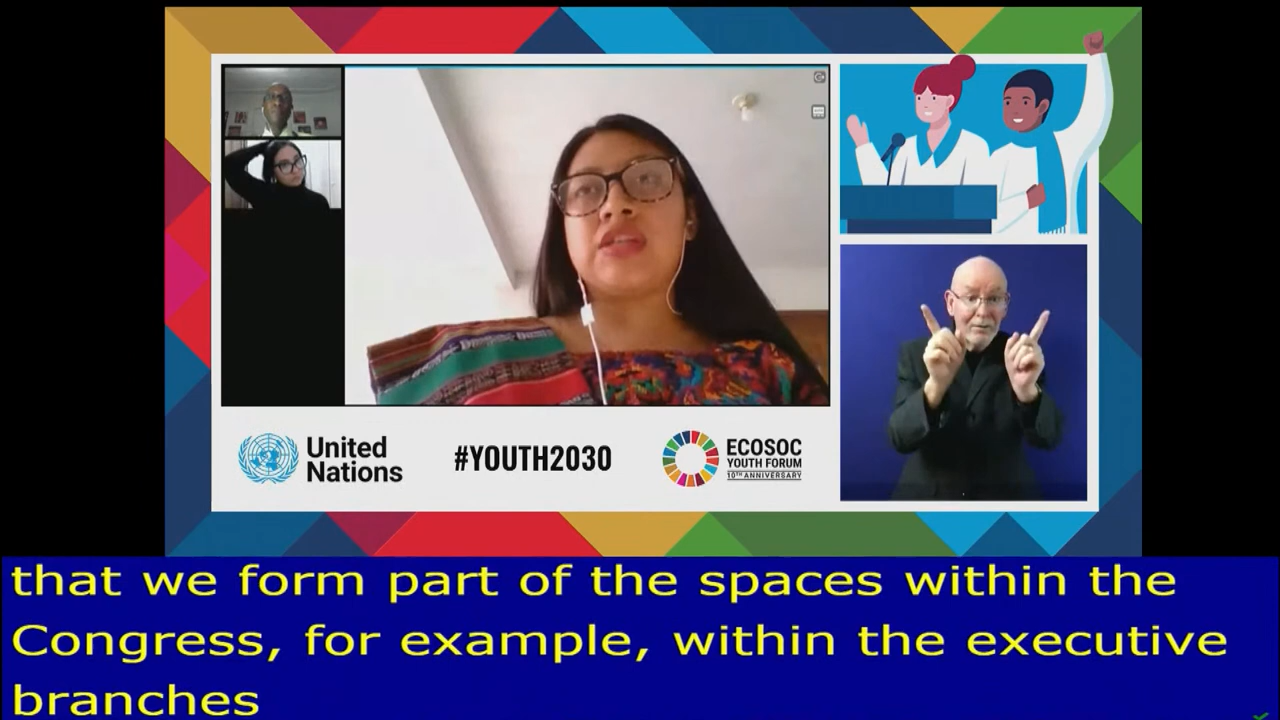 United
Nations
#YOUTH2030
ECOSOC
YOUTH FORUM
10TH ANNIVERSARY
that we form part of the spaces within the
Congress, for example, within the executive
branches